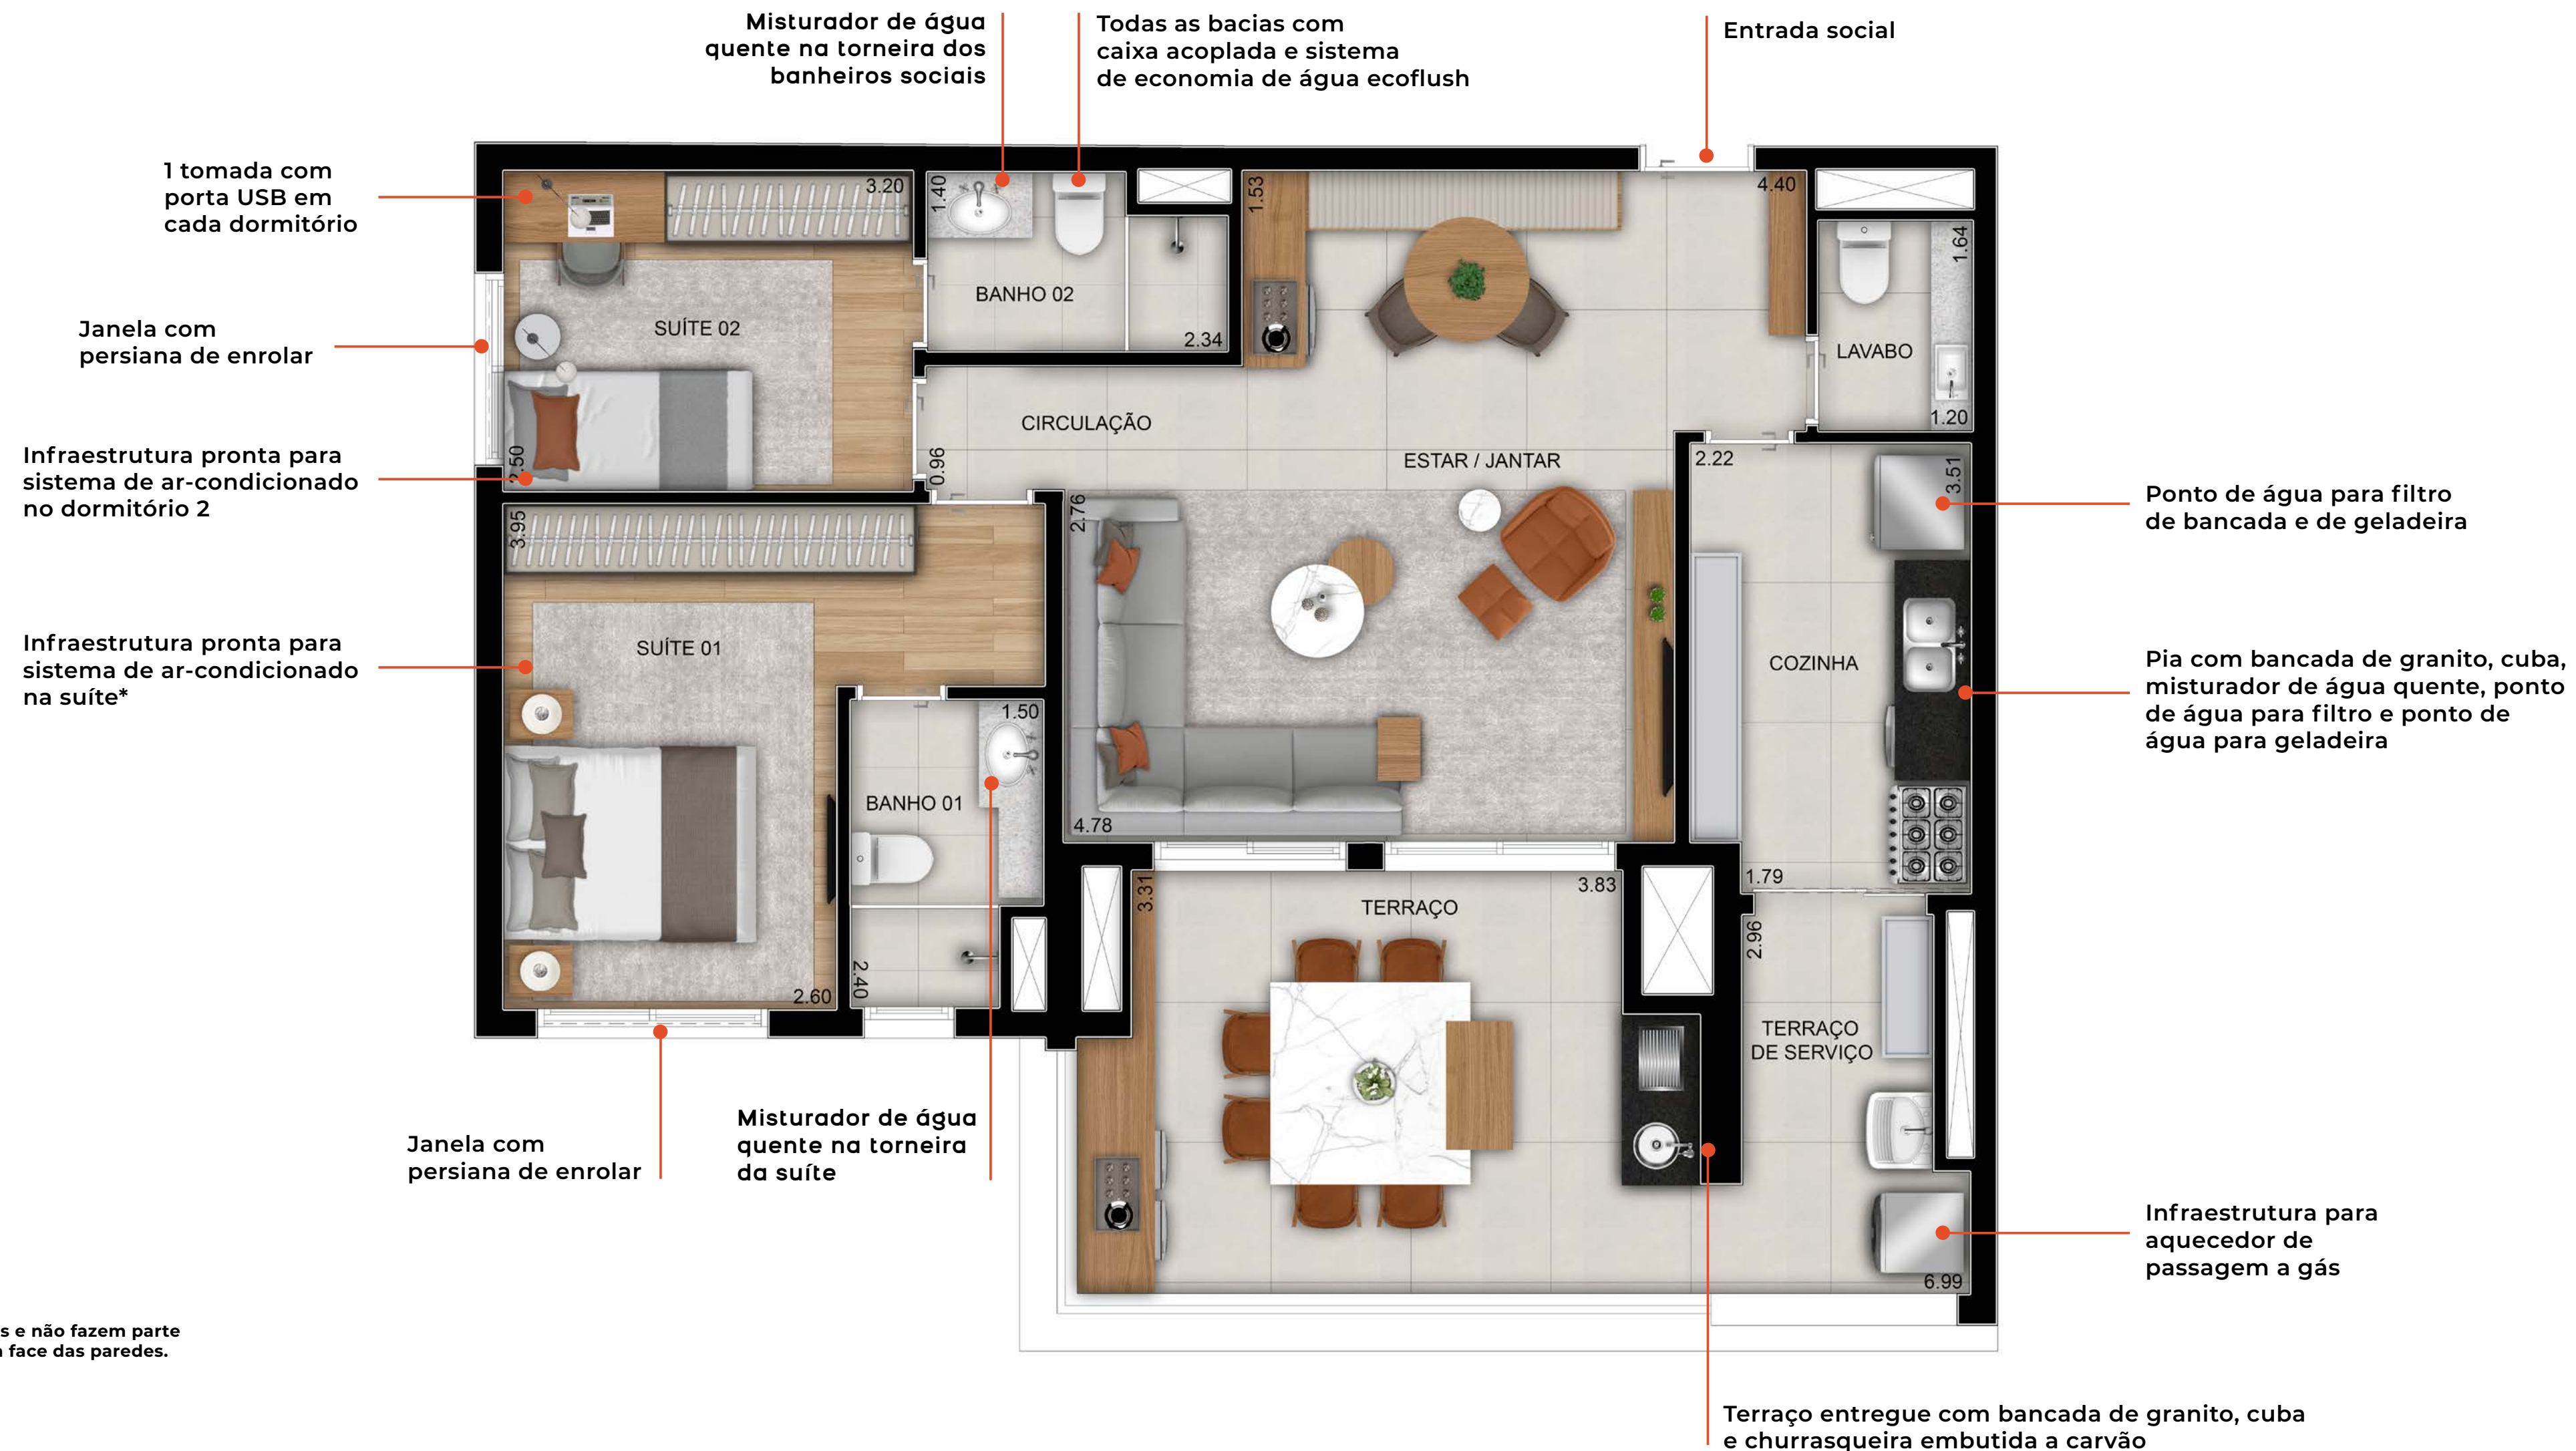 Misturador de água
quente na torneira dos
banheiros sociais
Todas as bacias com
caixa acoplada e sistema
de economia de água ecoflush
Entrada social
1 tomada com
porta USB em
cada dormitório
Janela com
persiana de enrolar
Infraestrutura pronta para
sistema de ar-condicionado
no dormitório 2
Infraestrutura pronta para
sistema de ar-condicionado
na suíte*
3.20
SUÍTE 02
1.40
BANHO 02
2.34
1.53
4.40
1.64
LAVABO
1.20
CIRCULAÇÃO
0.96
ESTAR / JANTAR
2.22
3.51
3.95
2.76
SUÍTE 01
COZINHA
1.50
BANHO 01
4.78
1.79
2.60
2.40
3.31
3.83
TERRAÇO
2.96
TERRAÇO
DE SERVIÇO
6.99
Ponto de água para filtro
de bancada e de geladeira
Pia com bancada de granito, cuba,
misturador de água quente, ponto
de água para filtro e ponto de
água para geladeira
Janela com
persiana de enrolar
Misturador de água
quente na torneira
da suíte
Infraestrutura para
aquecedor de
passagem a gás
s e não fazem parte
face das paredes.
Terraço entregue com bancada de granito, cuba
e churrasqueira embutida a carvão